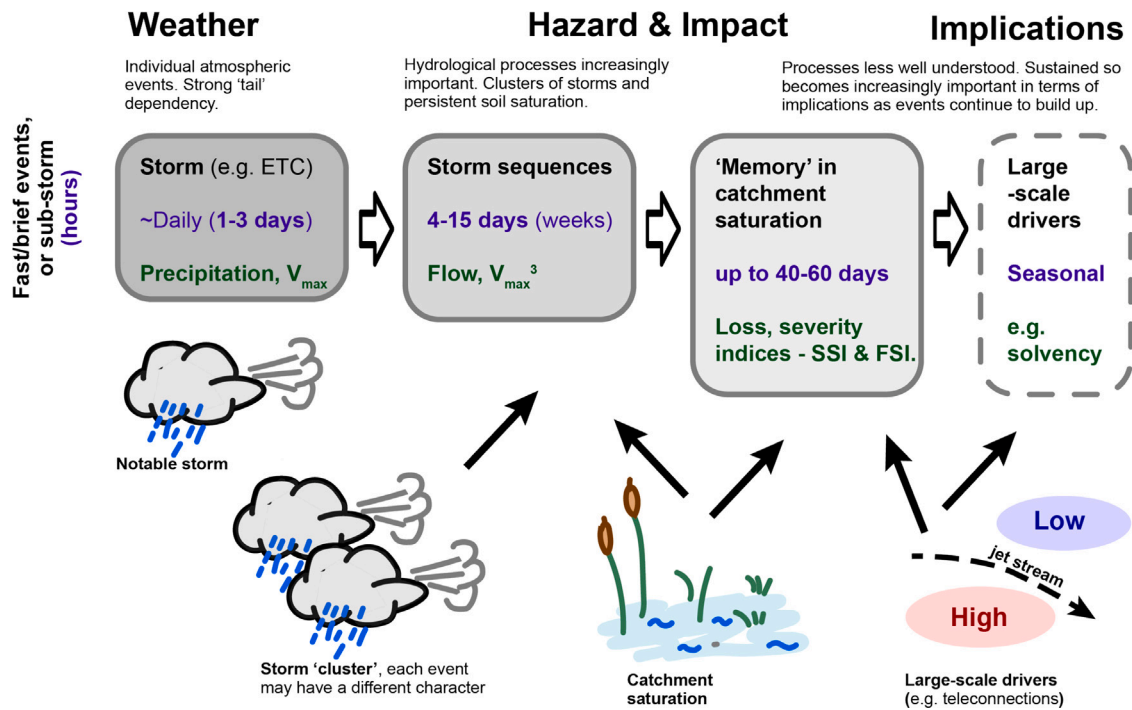 Weather
Hazard & Impact
Implications
Individual atmospheric
events. Strong ‘tail’
dependency.
Hydrological processes increasingly
important. Clusters of storms and
persistent soil saturation.
Processes less well understood. Sustained so
becomes increasingly important in terms of
implications as events continue to build up.
Fast/brief events,
or sub-storm
(hours)
Storm (e.g. ETC)
~Daily (1-3 days)
Precipitation, Vmax
Storm sequences
4-15 days (weeks)
Flow, Vmax³
‘Memory’ in
catchment
saturation
up to 40-60 days
Loss, severity
indices - SSI & FSI.
Large
-scale
drivers
Seasonal
e.g.
solvency
Notable storm
Storm ‘cluster’, each event
may have a different character
Catchment
saturation
Low
jet stream
High
Large-scale drivers
(e.g. teleconnections)